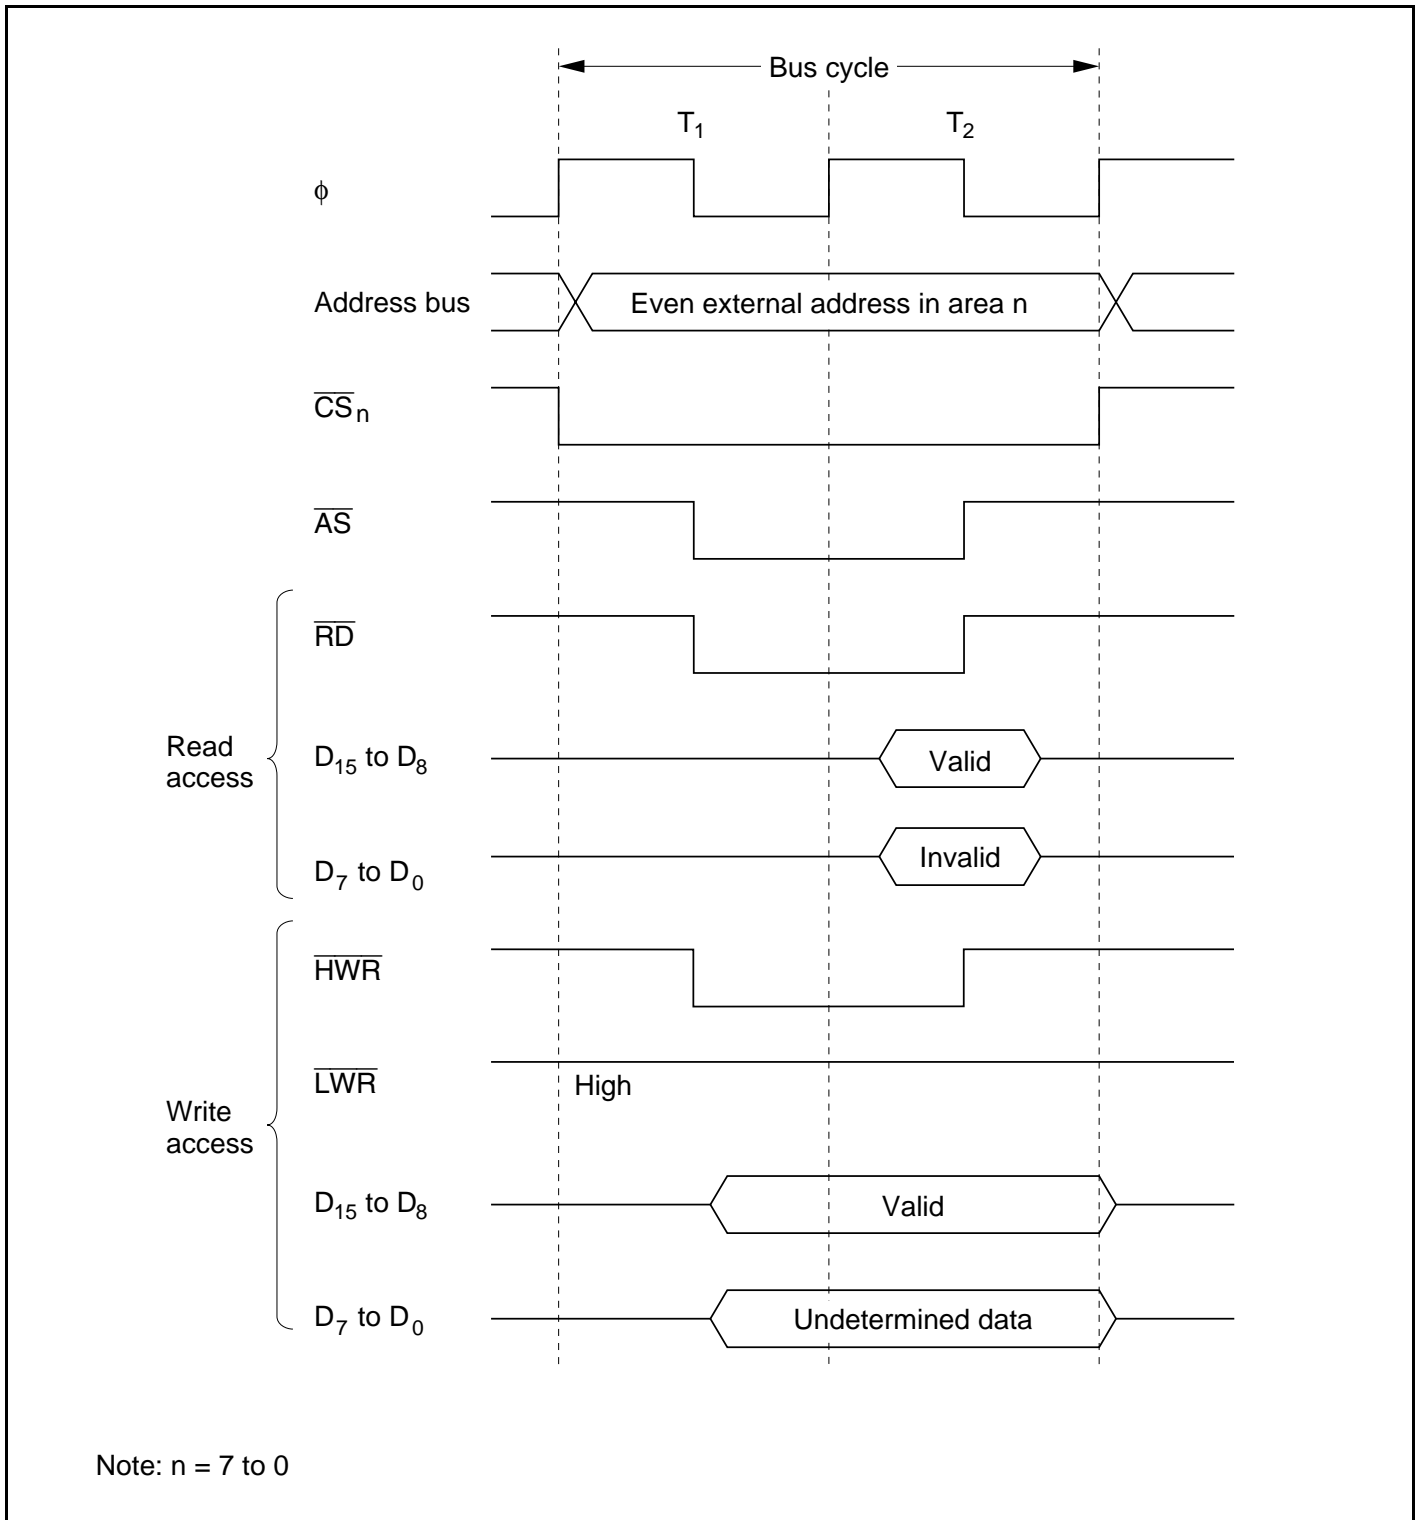 Bus cycle
T1 T2
φ
Address bus Even external address in area n
CSn
AS
RD
Read access
D15 to D8 Valid
D7 to D0 Invalid
HWR
LWR High
Write access
D15 to D8 Valid
D7 to D0 Undetermined data
Note: n = 7 to 0